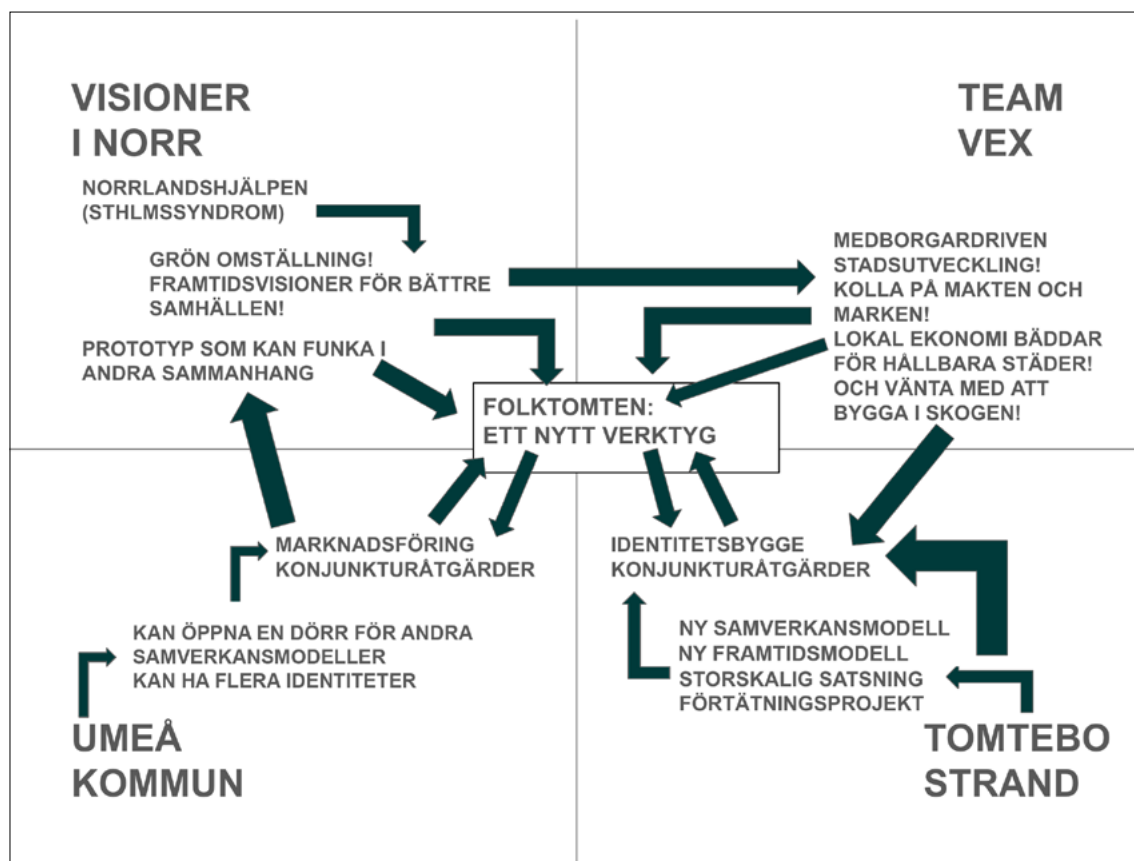 VISIONER
I NORR
NORRLANDSHJÄLPEN
(STHLMSSYNDROM)
GRÖN OMSTÄLLNING!
FRAMTIDSVISIONER FÖR BÄTTRE
SAMHÄLLEN!
PROTOTYP SOM KAN FUNKA I
ANDRA SAMMANHANG
TEAM
VEX
MEDBORGARDRIVEN
STADSUTVECKLING!
KOLLA PÅ MAKTEN OCH
MARKEN!
LOKAL EKONOMI BÄDDAR
FÖR HÅLLBARA STÄDER!
OCH VÄNTA MED ATT
BYGGA I SKOGEN!
FOLKTOMTEN:
ETT NYTT VERKTYG
MARKNADSFÖRING
KONJUNKTURÅTGÄRDER
KAN ÖPPNA EN DÖRR FÖR ANDRA
SAMVERKANSMODELLER
KAN HA FLERA IDENTITETER
UMEÅ
KOMMUN
IDENTITETSBYGGE
KONJUNKTURÅTGÄRDER
NY SAMVERKANSMODELL
NY FRAMTIDSMODELL
STORSKALIG SATSNING
FÖRTÄTNINGSPROJEKT
TOMTEBO
STRAND